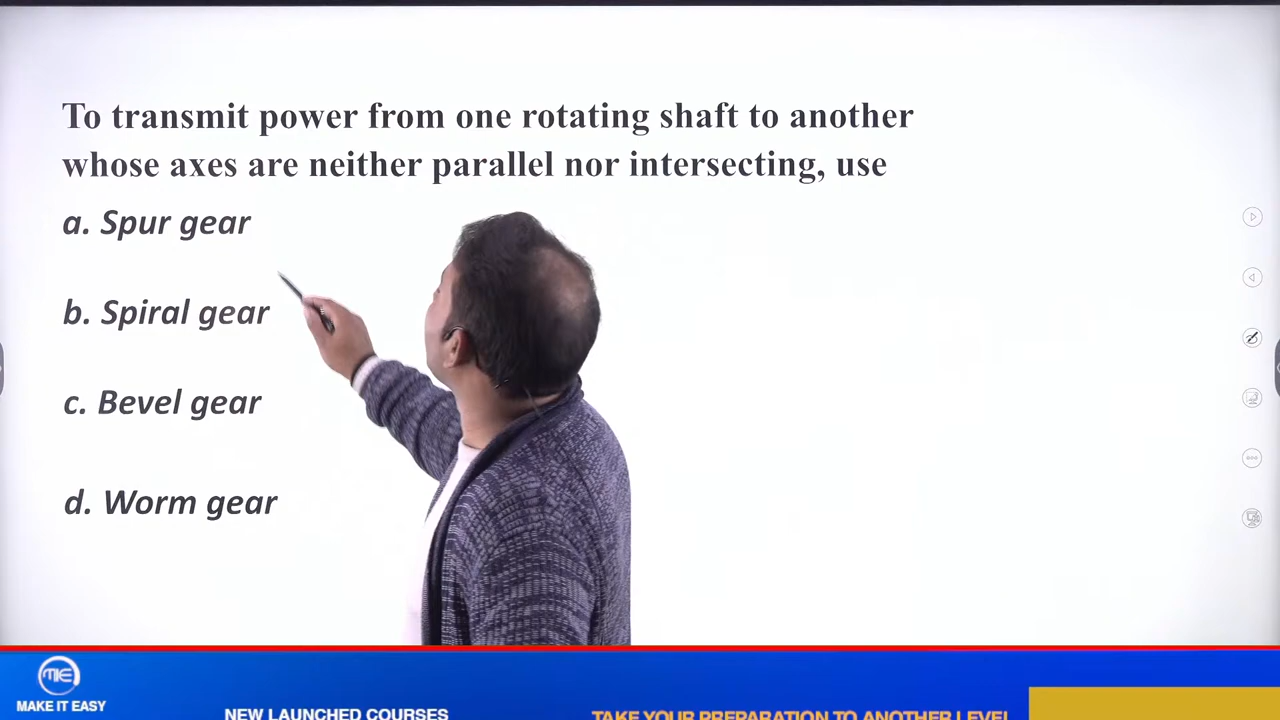 To transmit power from one rotating shaft to another
whose axes are neither parallel nor intersecting, use
a. Spur gear
b. Spiral gear
c. Bevel gear
d. Worm gear
MIE
MAKE IT EASY
NEW LAUNCHED COURSES
TAKE YOUR PREPARATION TO ANOTHER LEVEL